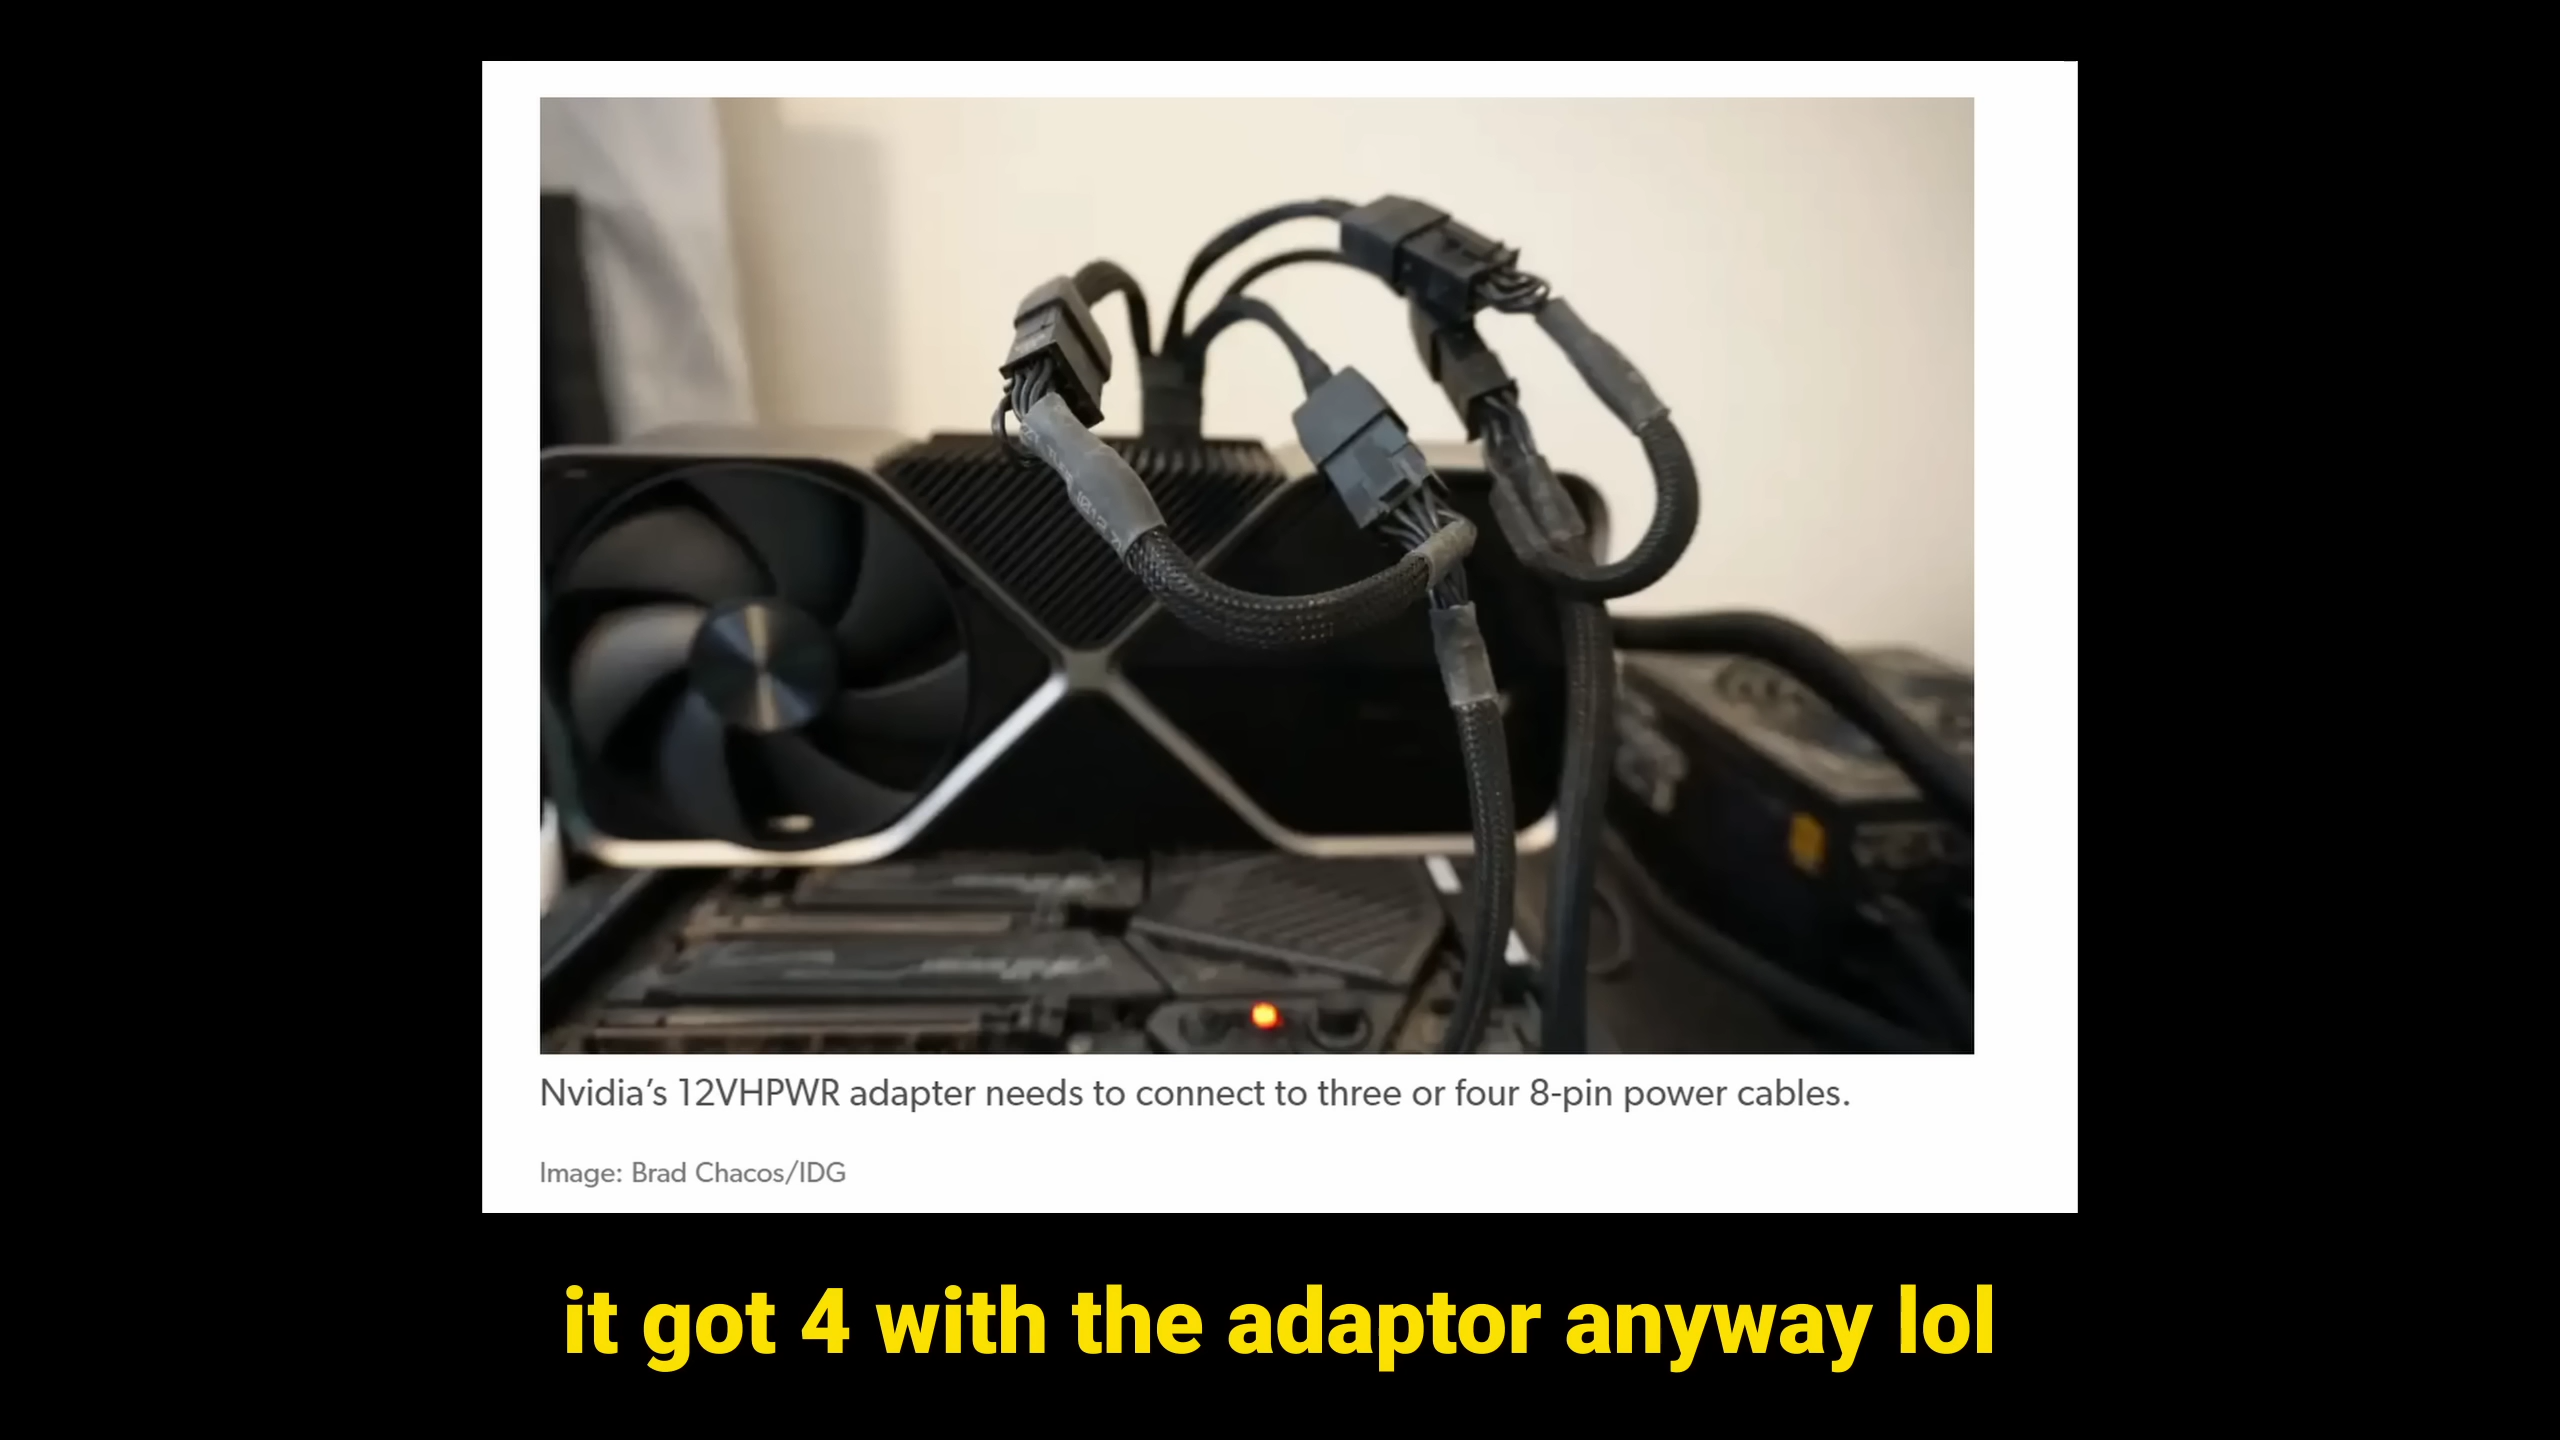 Nvidia’s 12VHPWR adapter needs to connect to three or four 8-pin power cables.
Image: Brad Chacos/IDG
it got 4 with the adaptor anyway lol